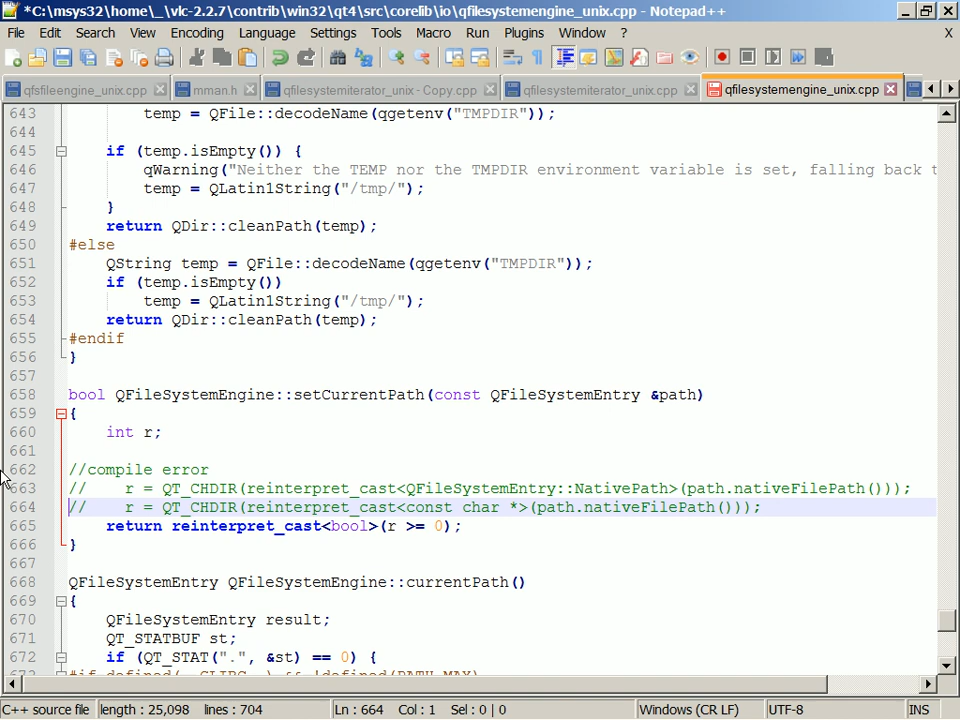 *C:\msys32\home\_\vlc-2.2.7\contrib\win32\qt4\src\corelib\io\qfilesystemengine_unix.cpp - Notepad++
File Edit Search View Encoding Language Settings Tools Macro Run Plugins Window ? X
qfsfileengine_unix.cpp mman.h qfilesystemiterator_unix - Copy.cpp qfilesystemiterator_unix.cpp qfilesystemengine_unix.cpp
643 temp = QFile::decodeName(qgetenv("TMPDIR"));
644
645 if (temp.isEmpty()) {
646 qWarning("Neither the TEMP nor the TMPDIR environment variable is set, falling back t
647 temp = QLatin1String("/tmp/");
648 }
649 return QDir::cleanPath(temp);
650 #else
651 QString temp = QFile::decodeName(qgetenv("TMPDIR"));
652 if (temp.isEmpty())
653 temp = QLatin1String("/tmp/");
654 return QDir::cleanPath(temp);
655 #endif
656 }
657
658 bool QFileSystemEngine::setCurrentPath(const QFileSystemEntry &path)
659 {
660 int r;
661
662 //compile error
663 // r = QT_CHDIR(reinterpret_cast<QFileSystemEntry::NativePath>(path.nativeFilePath()));
664 // r = QT_CHDIR(reinterpret_cast<const char *>(path.nativeFilePath()));
665 return reinterpret_cast<bool>(r >= 0);
666 }
667
668 QFileSystemEntry QFileSystemEngine::currentPath()
669 {
670 QFileSystemEntry result;
671 QT_STATBUF st;
672 if (QT_STAT(".", &st) == 0) {
C++ source file length : 25,098 lines : 704 Ln : 664 Col : 1 Sel : 0 | 0 Windows (CR LF) UTF-8 INS